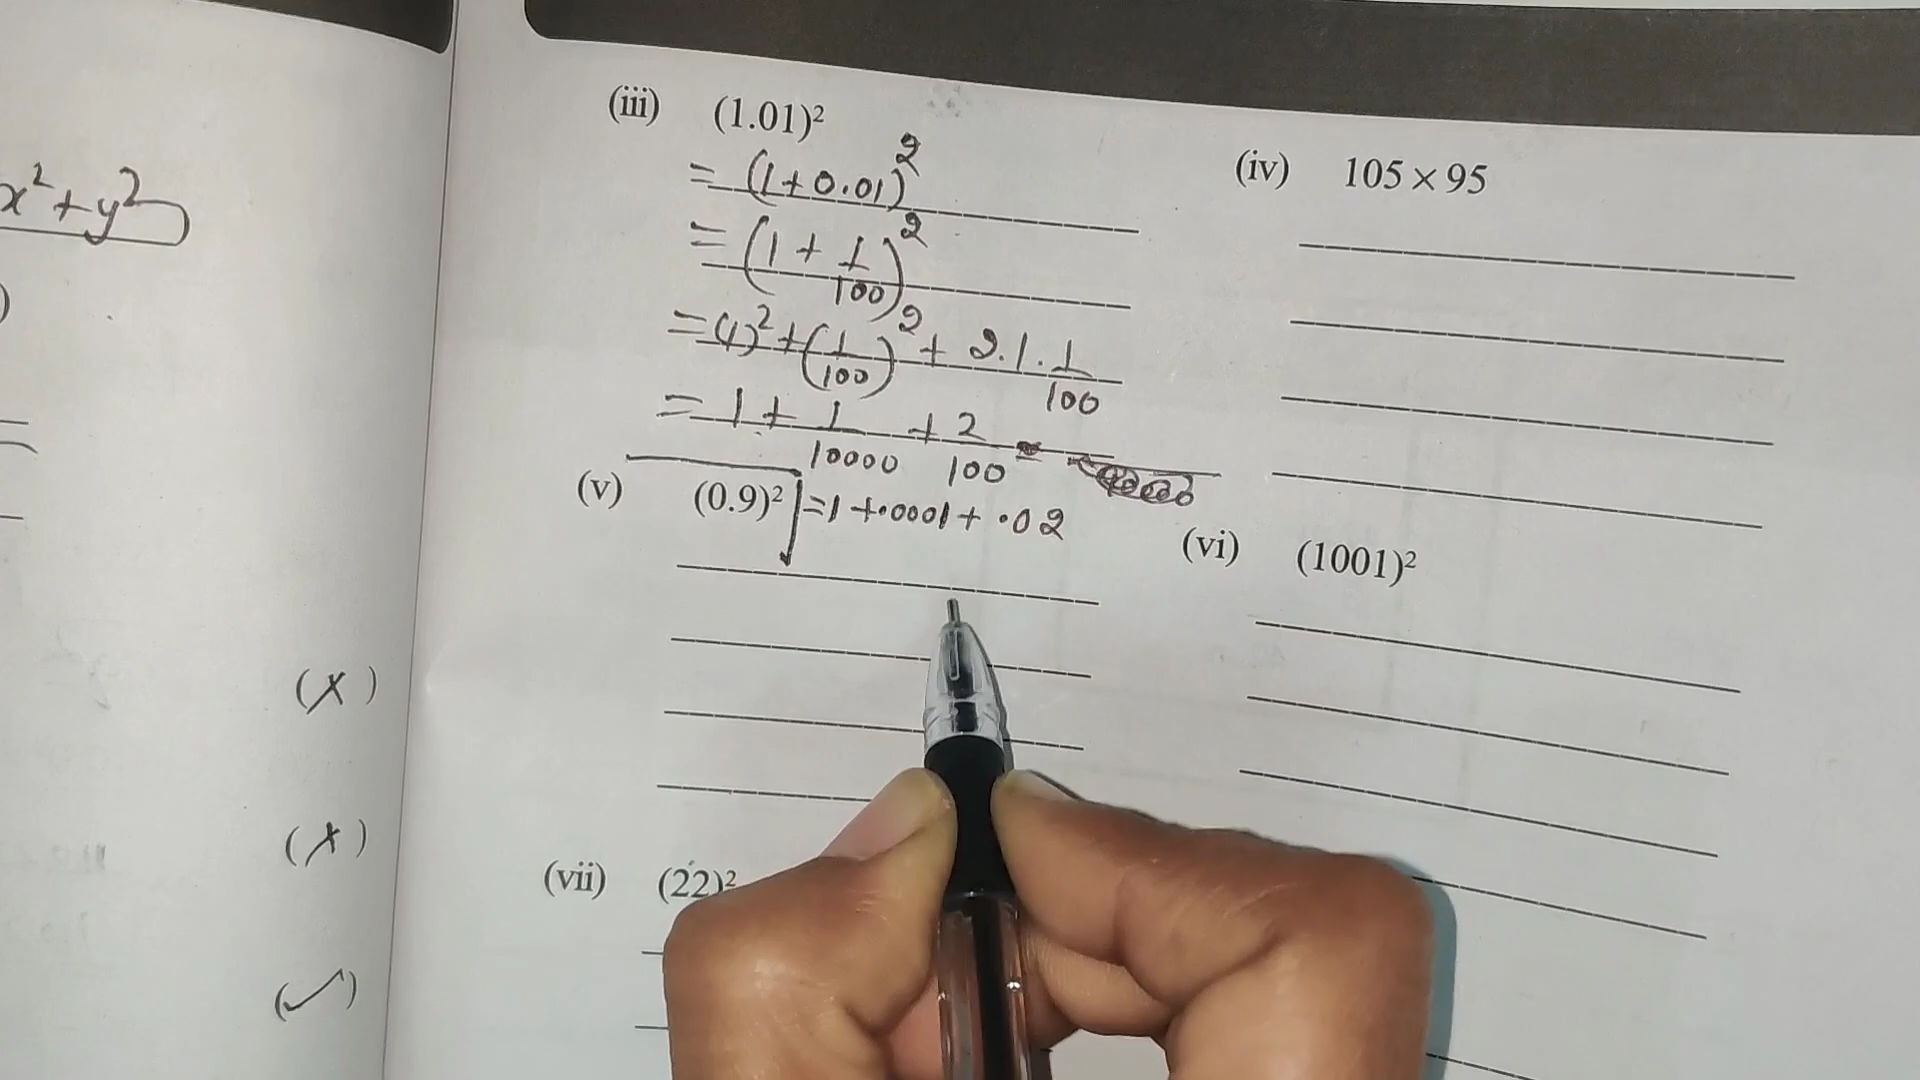 x² + y²
(x)
(x)
(✓)
(iii) (1.01)²
= (1+0.01)²
= (1 + 1/100)²
= (1)² + (1/100)² + 2.1.1/100
= 1 + 1/10000 + 2/100 =
(iv) 105 × 95
(v) (0.9)²
= 1 + .0001 + .02
(vi) (1001)²
(vii) (22)²